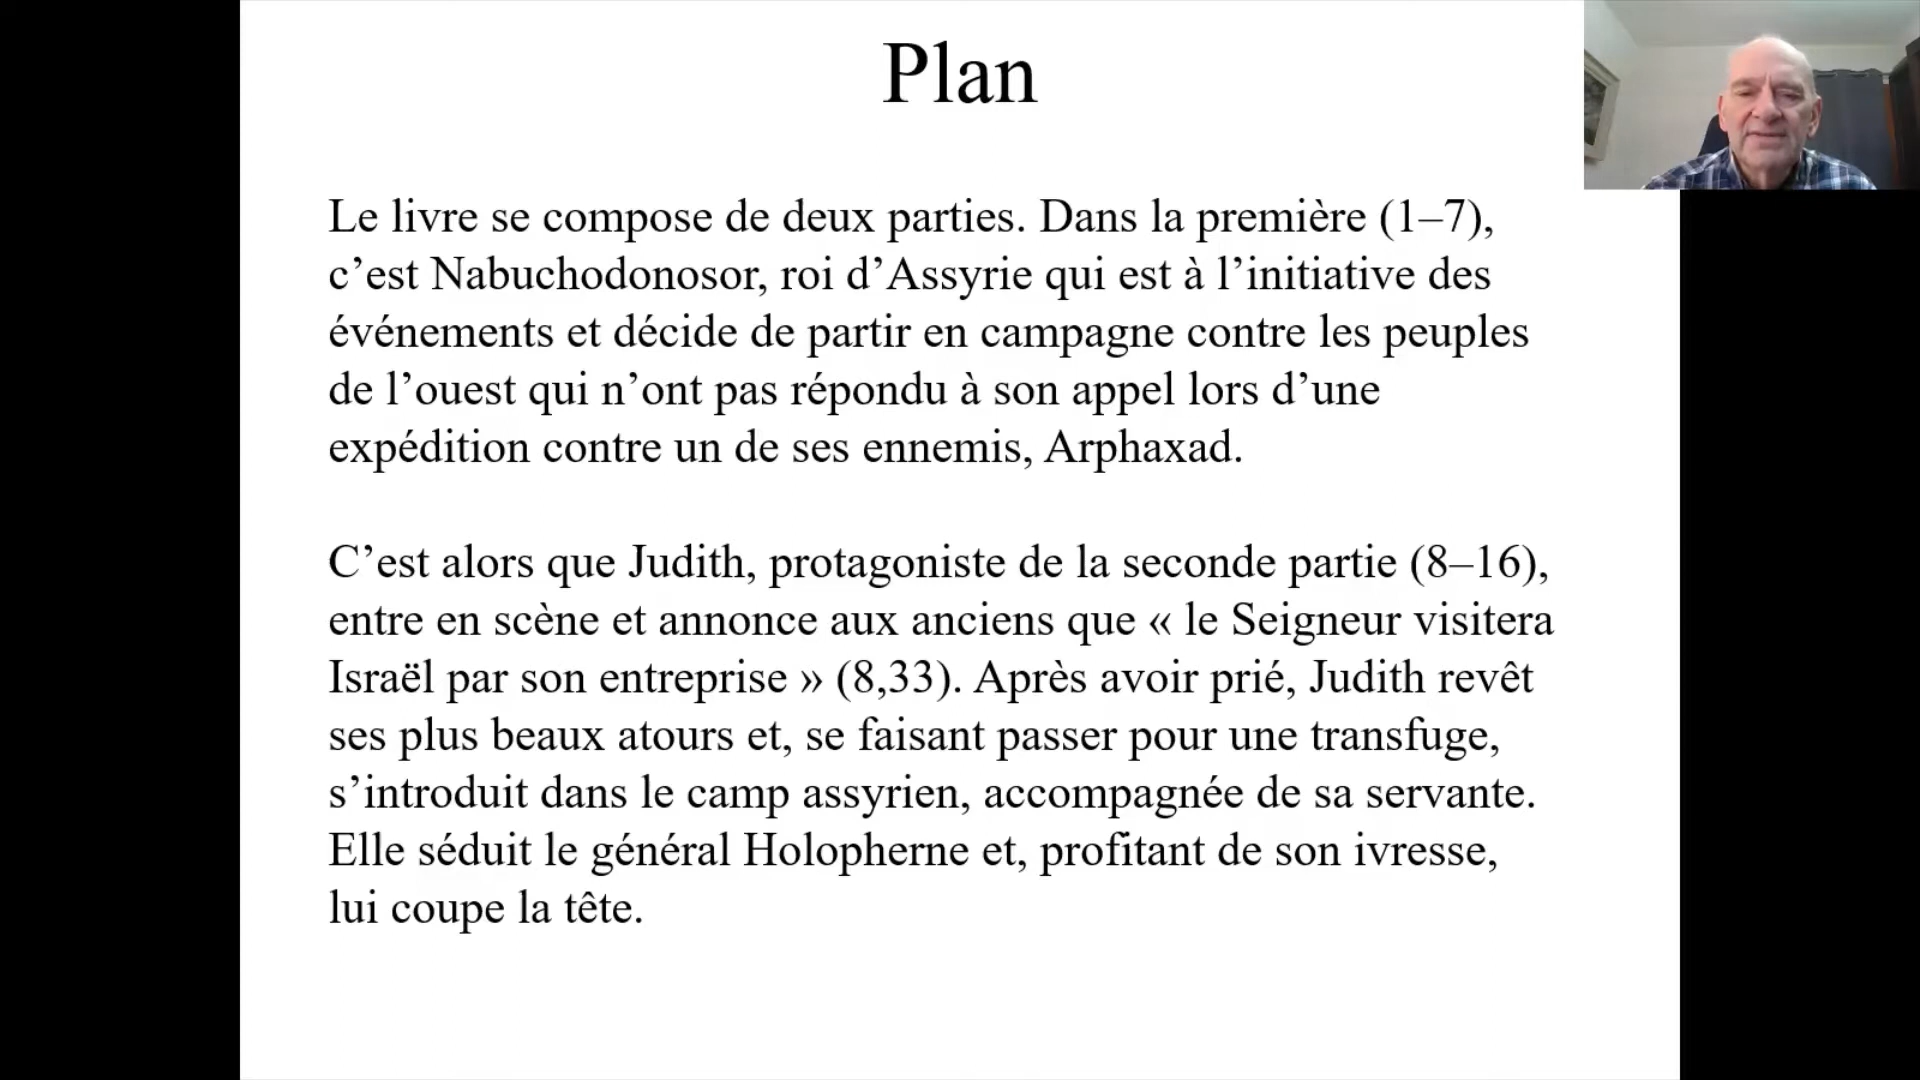 Plan
Le livre se compose de deux parties. Dans la première (1–7),
c’est Nabuchodonosor, roi d’Assyrie qui est à l’initiative des
événements et décide de partir en campagne contre les peuples
de l’ouest qui n’ont pas répondu à son appel lors d’une
expédition contre un de ses ennemis, Arphaxad.
C’est alors que Judith, protagoniste de la seconde partie (8–16),
entre en scène et annonce aux anciens que « le Seigneur visitera
Israël par son entreprise » (8,33). Après avoir prié, Judith revêt
ses plus beaux atours et, se faisant passer pour une transfuge,
s’introduit dans le camp assyrien, accompagnée de sa servante.
Elle séduit le général Holopherne et, profitant de son ivresse,
lui coupe la tête.